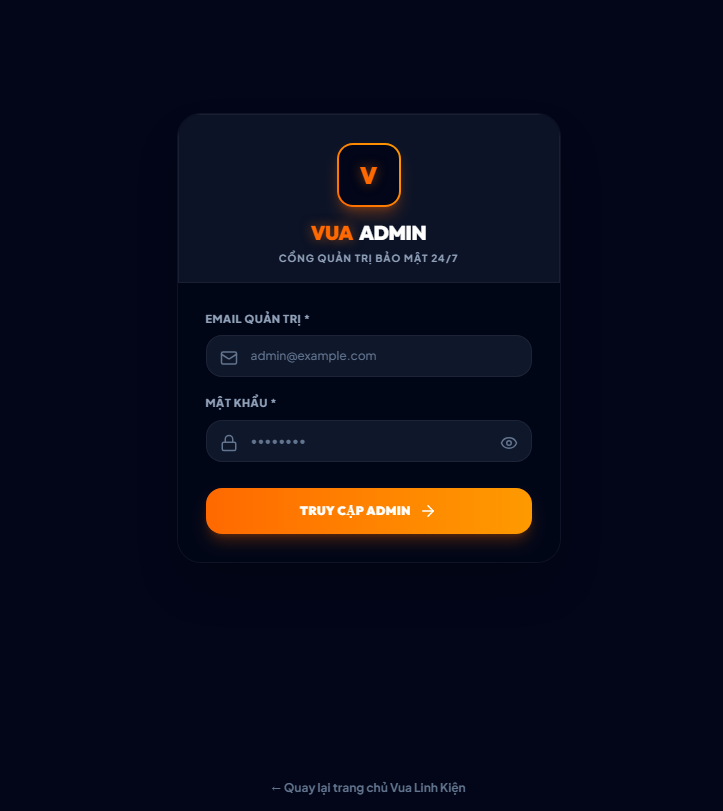 V
VUA ADMIN
CỔNG QUẢN TRỊ BẢO MẬT 24/7
EMAIL QUẢN TRỊ *
admin@example.com
MẬT KHẨU *
••••••••
TRUY CẬP ADMIN →
← Quay lại trang chủ Vua Linh Kiện